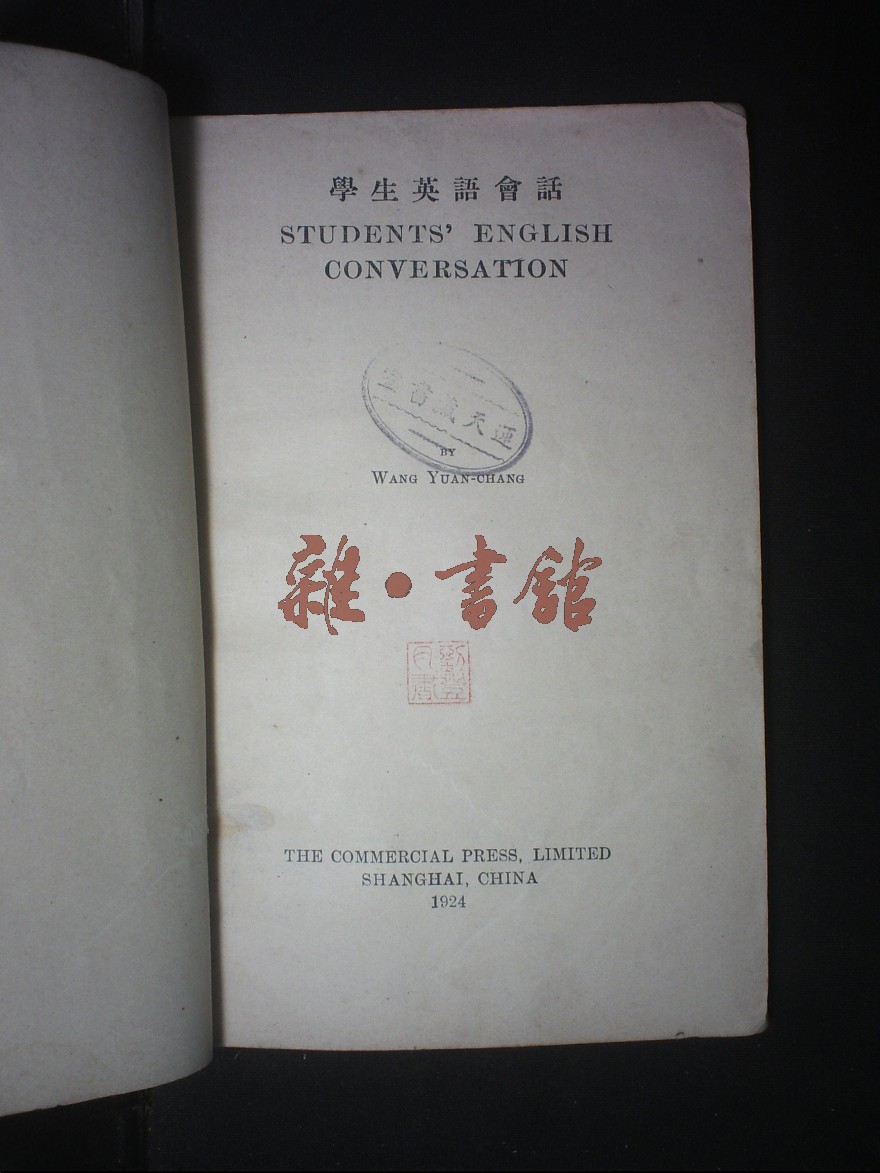 學生英語會話
STUDENTS' ENGLISH
CONVERSATION
BY
WANG YUAN-CHANG
雜·書館
THE COMMERCIAL PRESS, LIMITED
SHANGHAI, CHINA
1924